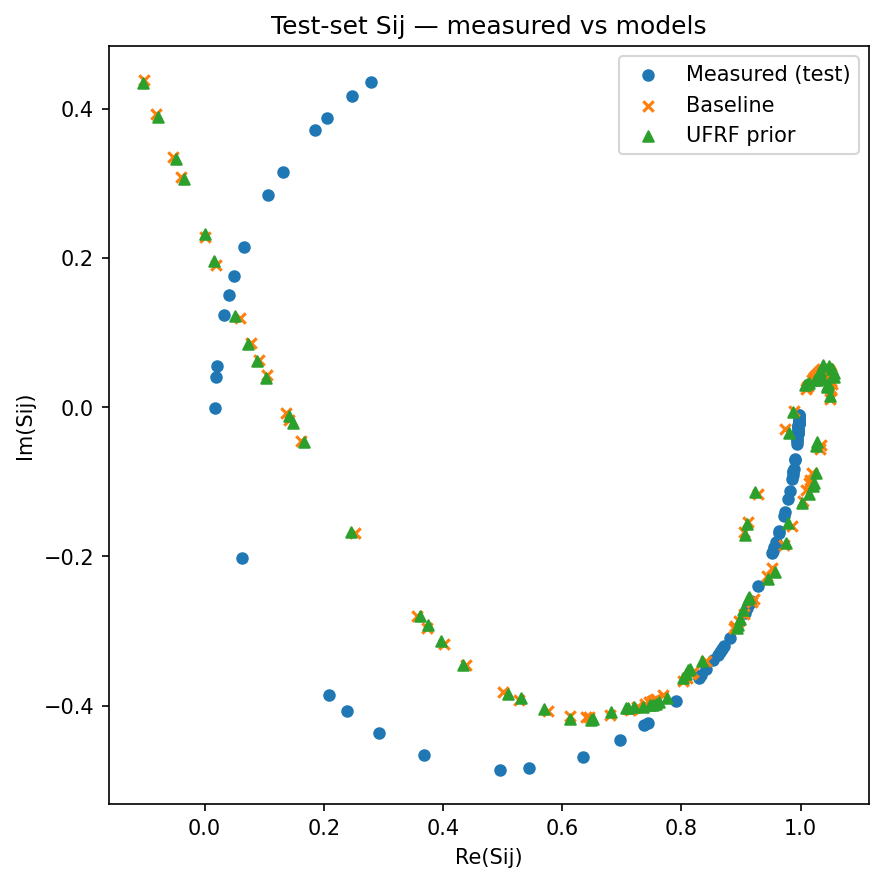 Test-set Sij — measured vs models
Measured (test)
Baseline
UFRF prior
Im(Sij)
0.4
0.2
0.0
−0.2
−0.4
0.0 0.2 0.4 0.6 0.8 1.0
Re(Sij)